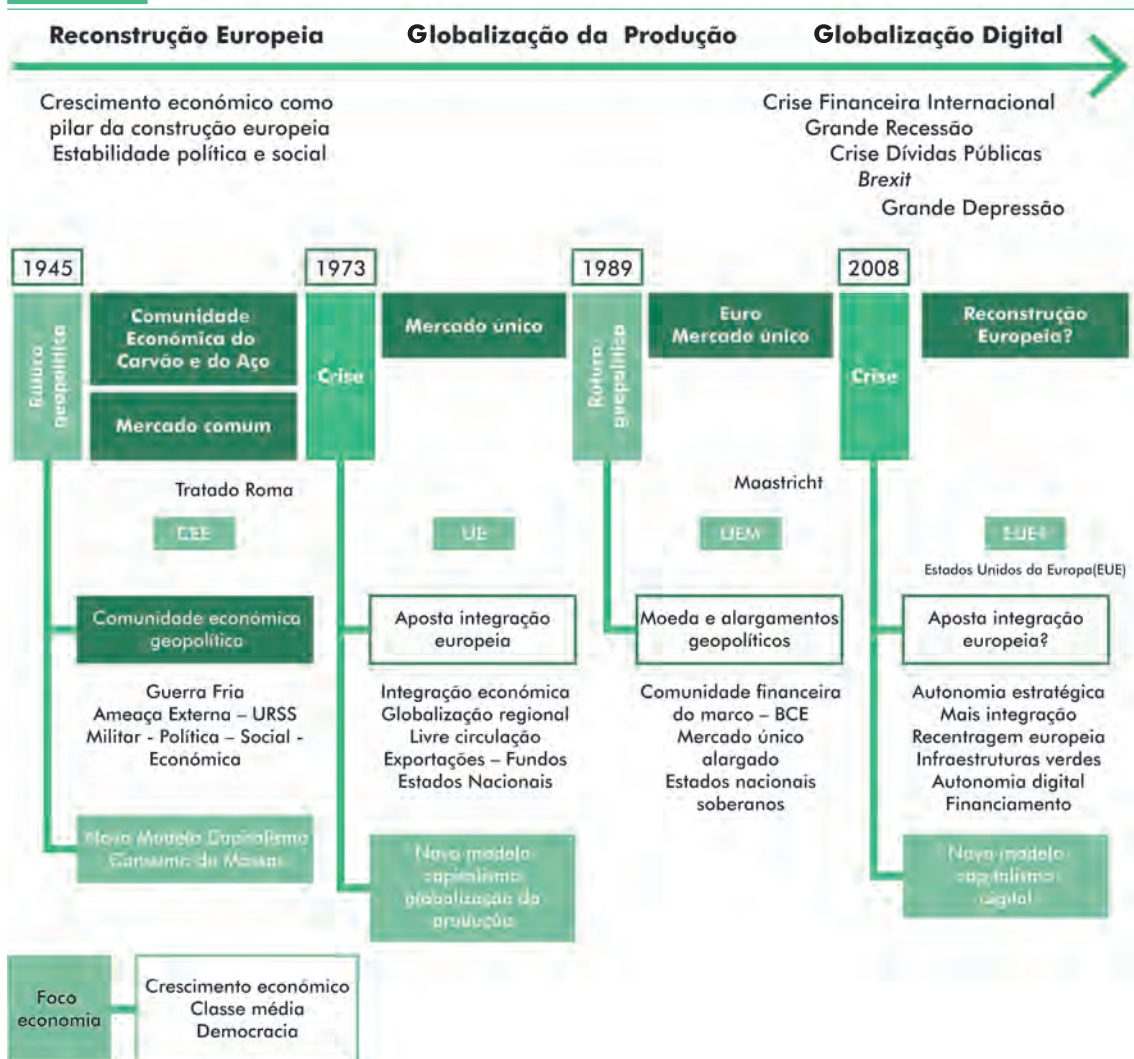 Reconstrução Europeia
Globalização da Produção
Globalização Digital
Crescimento económico como
pilar da construção europeia
Estabilidade política e social
Crise Financeira Internacional
Grande Recessão
Crise Dívidas Públicas
Brexit
Grande Depressão
1945
Rutura
geopolítica
Comunidade
Económica do
Carvão e do Aço
Mercado comum
Tratado Roma
CEE
Comunidade económica
geopolítica
Guerra Fria
Ameaça Externa – URSS
Militar - Política – Social -
Económica
Novo Modelo Capitalismo
Consumo de Massas
1973
Crise
Mercado único
UE
Aposta integração
europeia
Integração económica
Globalização regional
Livre circulação
Exportações – Fundos
Estados Nacionais
Novo modelo
capitalismo
globalização da
produção
1989
Rutura
geopolítica
Euro
Mercado único
Maastricht
UEM
Moeda e alargamentos
geopolíticos
Comunidade financeira
do marco – BCE
Mercado único
alargado
Estados nacionais
soberanos
2008
Crise
Reconstrução
Europeia?
Estados Unidos da Europa(EUE)
Aposta integração
europeia?
Autonomia estratégica
Mais integração
Recentragem europeia
Infraestruturas verdes
Autonomia digital
Financiamento
Novo modelo
capitalismo
digital
Foco
economia
Crescimento económico
Classe média
Democracia